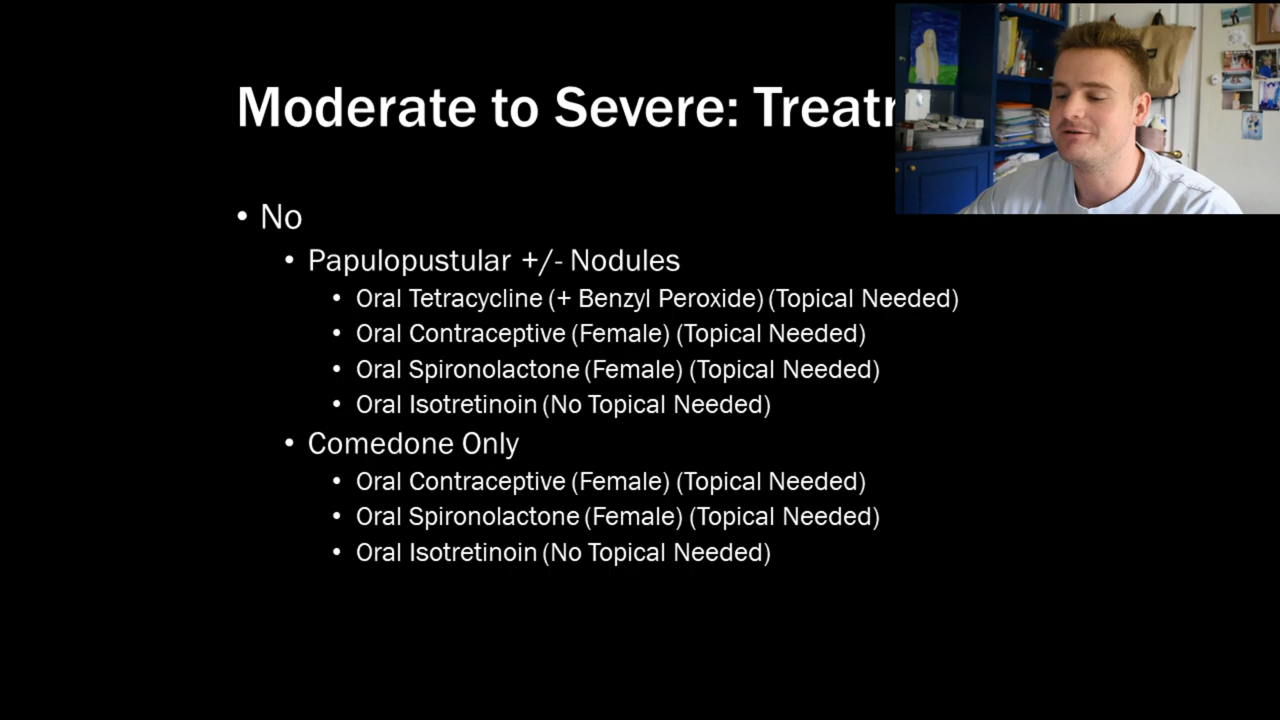 Moderate to Severe:
• No
• Papulopustular +/- Nodules
• Oral Tetracycline (+ Benzyl Peroxide) (Topical Needed)
• Oral Contraceptive (Female) (Topical Needed)
• Oral Spironolactone (Female) (Topical Needed)
• Oral Isotretinoin (No Topical Needed)
• Comedone Only
• Oral Contraceptive (Female) (Topical Needed)
• Oral Spironolactone (Female) (Topical Needed)
• Oral Isotretinoin (No Topical Needed)